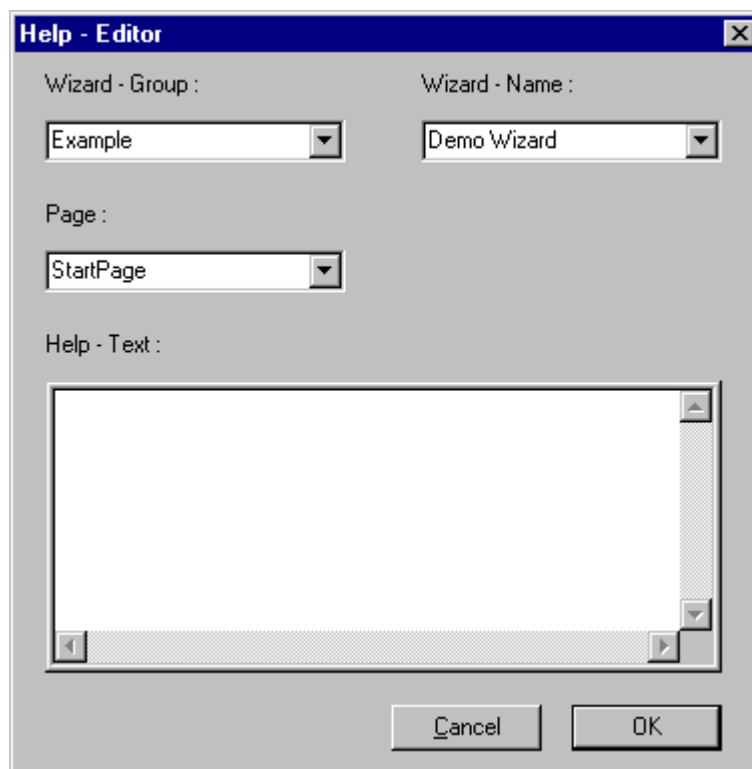 Help - Editor
Wizard - Group :
Wizard - Name :
Example
Demo Wizard
Page :
StartPage
Help - Text :
Cancel
OK